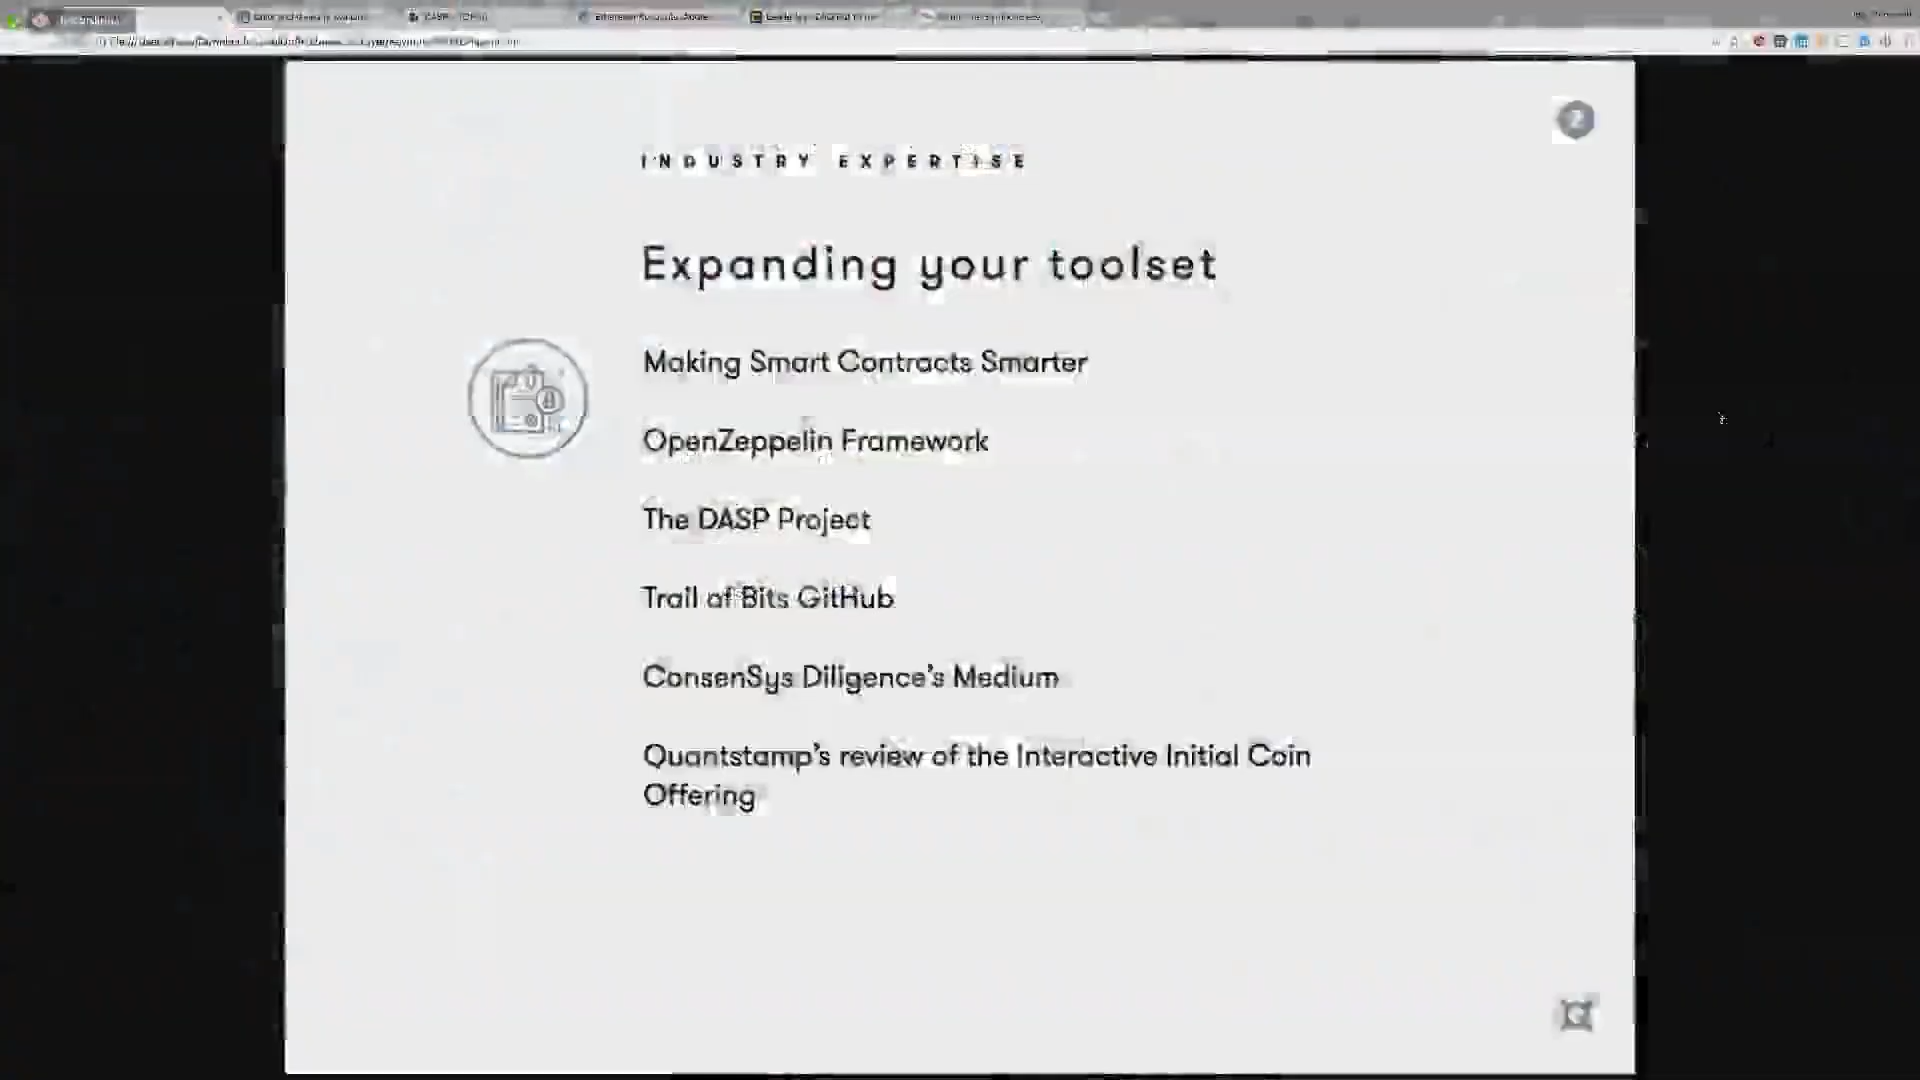 2
INDUSTRY EXPERTISE
Expanding your toolset
Making Smart Contracts Smarter
OpenZeppelin Framework
The DASP Project
Trail of Bits GitHub
ConsenSys Diligence's Medium
Quantstamp's review of the Interactive Initial Coin
Offering